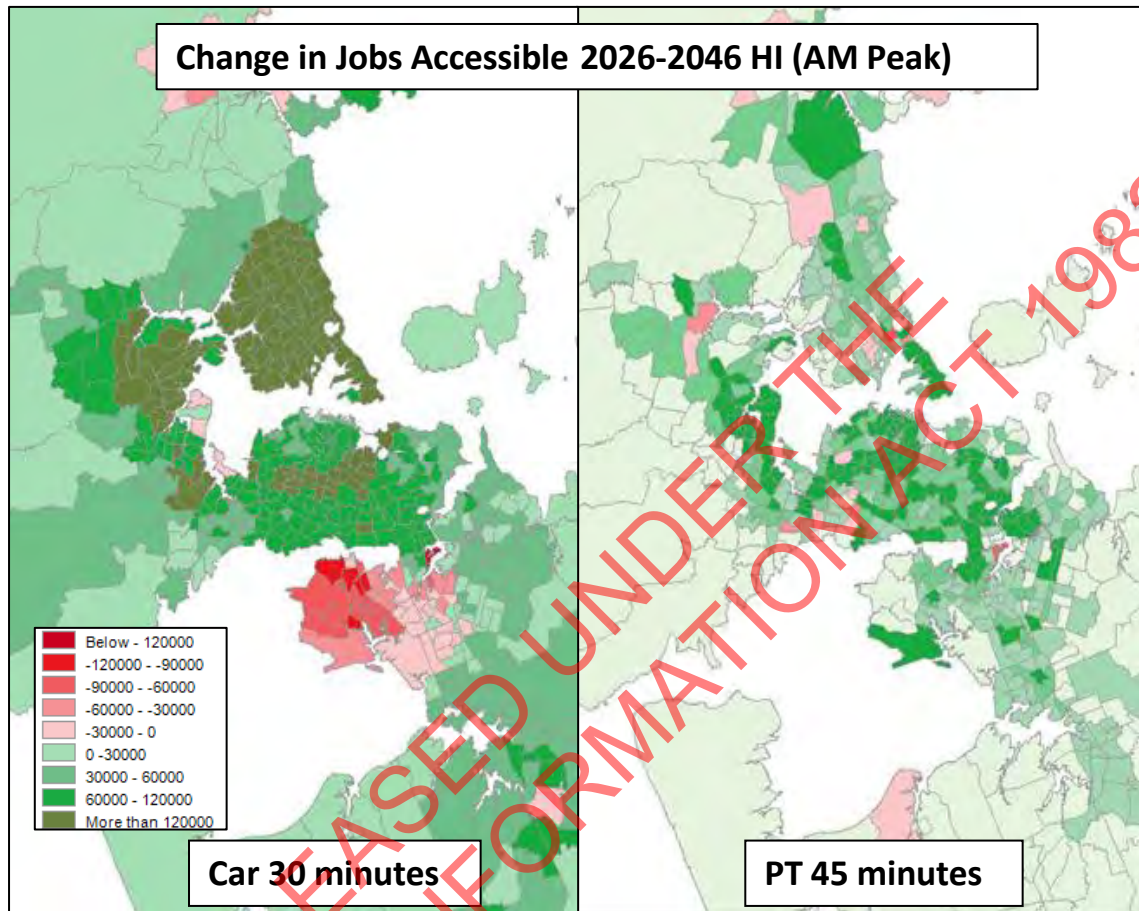 Change in Jobs Accessible 2026-2046 HI (AM Peak)
Below - 120000
-120000 - -90000
-90000 - -60000
-60000 - -30000
-30000 - 0
0 -30000
30000 - 60000
60000 - 120000
More than 120000
Car 30 minutes
PT 45 minutes
EASED UNDER THE
FORMATION ACT 198